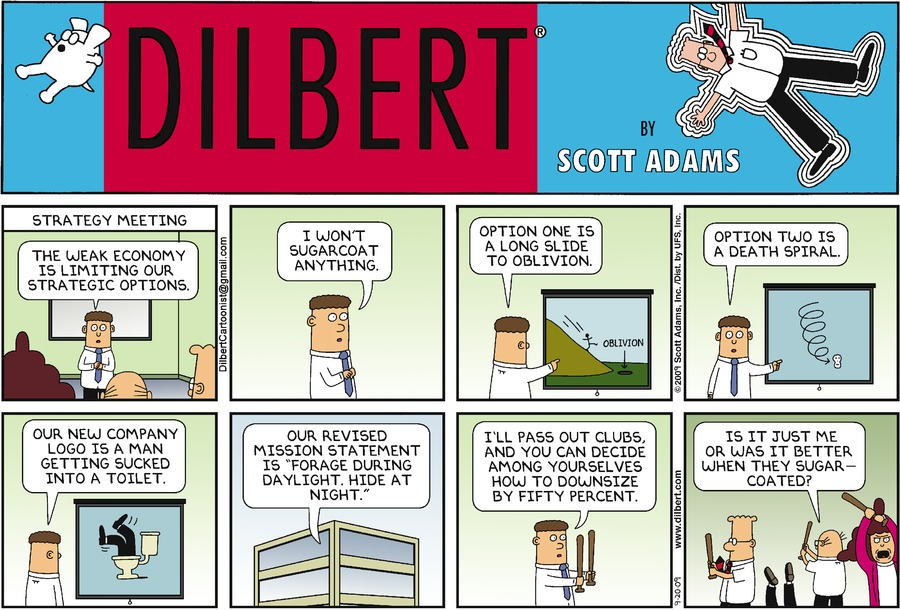 DILBERT®
BY
SCOTT ADAMS
STRATEGY MEETING
THE WEAK ECONOMY
IS LIMITING OUR
STRATEGIC OPTIONS.
DilbertCartoonist@gmail.com
I WON'T
SUGARCOAT
ANYTHING.
OPTION ONE IS
A LONG SLIDE
TO OBLIVION.
OBLIVION
©2009 Scott Adams, Inc./Dist. by UFS, Inc.
OPTION TWO IS
A DEATH SPIRAL.
OUR NEW COMPANY
LOGO IS A MAN
GETTING SUCKED
INTO A TOILET.
OUR REVISED
MISSION STATEMENT
IS "FORAGE DURING
DAYLIGHT. HIDE AT
NIGHT."
I'LL PASS OUT CLUBS,
AND YOU CAN DECIDE
AMONG YOURSELVES
HOW TO DOWNSIZE
BY FIFTY PERCENT.
www.dilbert.com
9-20-09
IS IT JUST ME
OR WAS IT BETTER
WHEN THEY SUGAR-
COATED?